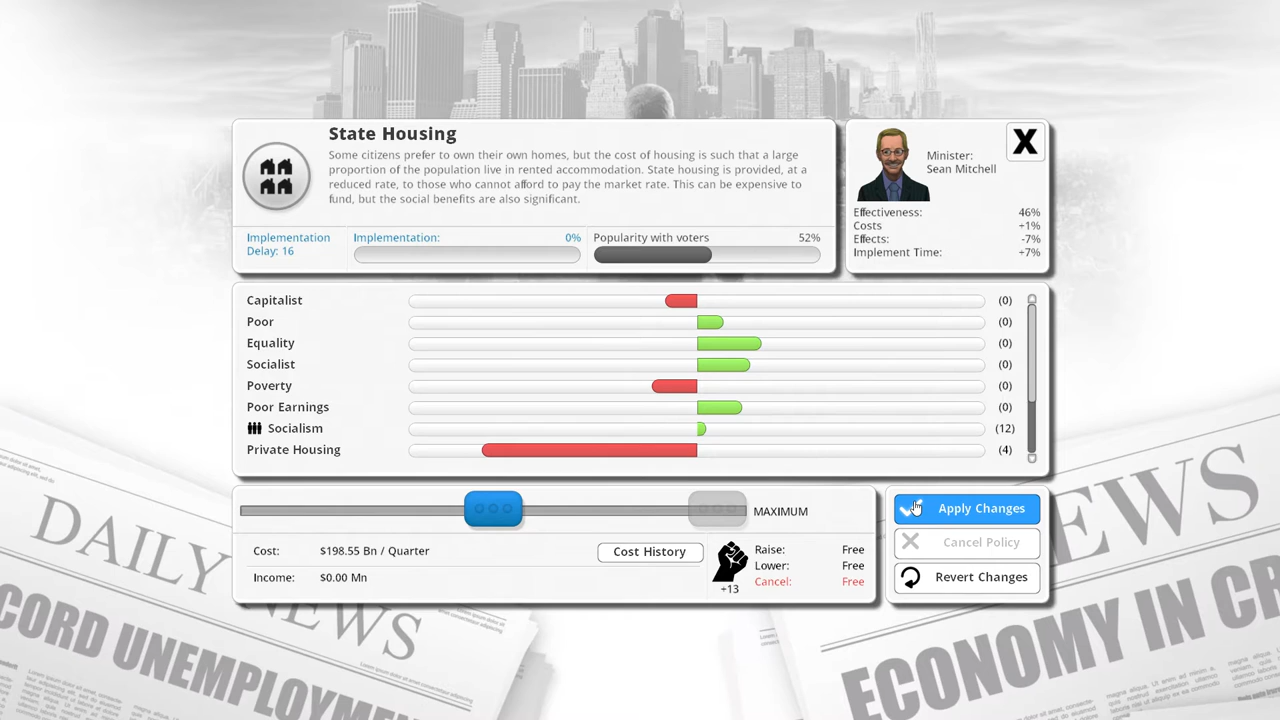 State Housing
Some citizens prefer to own their own homes, but the cost of housing is such that a large
proportion of the population live in rented accommodation. State housing is provided, at a
reduced rate, to those who cannot afford to pay the market rate. This can be expensive to
fund, but the social benefits are also significant.
Implementation
Delay: 16
Implementation: 0%
Popularity with voters 52%
X
Minister:
Sean Mitchell
Effectiveness: 46%
Costs +1%
Effects: -7%
Implement Time: +7%
Capitalist (0)
Poor (0)
Equality (0)
Socialist (0)
Poverty (0)
Poor Earnings (0)
Socialism (12)
Private Housing (4)
MAXIMUM
Cost: $198.55 Bn / Quarter
Income: $0.00 Mn
Cost History
+13
Raise: Free
Lower: Free
Cancel: Free
Apply Changes
Cancel Policy
Revert Changes
DAILY NEWS
CORD UNEMPLOYME
EWS
ECONOMY IN CR